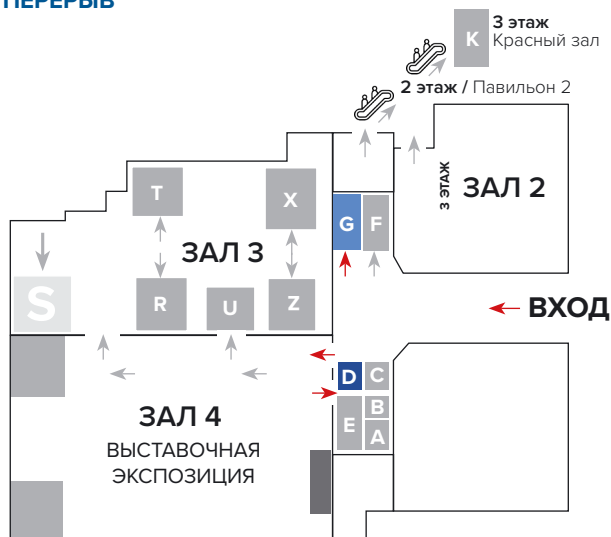 ПЕРЕРЫВ
K
3 этаж
Красный зал
2 этаж / Павильон 2
T
X
G
F
3 ЭТАЖ
ЗАЛ 2
ЗАЛ 3
S
R
U
Z
ВХОД
D
C
B
E
A
ЗАЛ 4
ВЫСТАВОЧНАЯ
ЭКСПОЗИЦИЯ